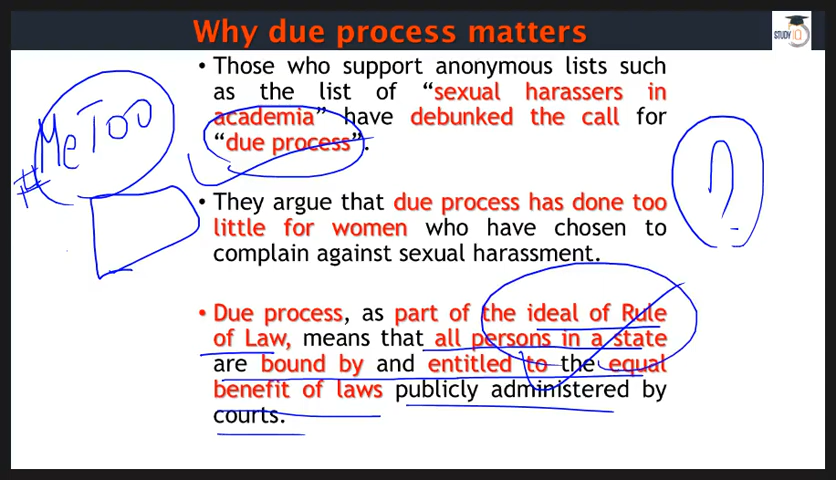 Why due process matters
STUDY IQ
• Those who support anonymous lists such
as the list of “sexual harassers in
academia” have debunked the call for
“due process”.
#MeToo
?
• They argue that due process has done too
little for women who have chosen to
complain against sexual harassment.
• Due process, as part of the ideal of Rule
of Law, means that all persons in a state
are bound by and entitled to the equal
benefit of laws publicly administered by
courts.